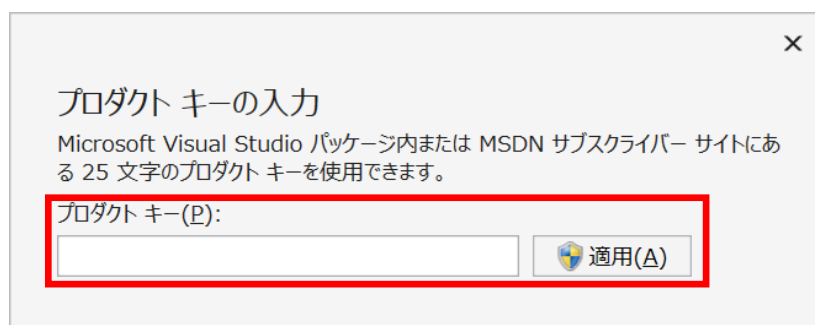 プロダクト キーの入力
Microsoft Visual Studio パッケージ内または MSDN サブスクライバー サイトにあ
る 25 文字のプロダクト キーを使用できます。
プロダクト キー(P):
適用(A)